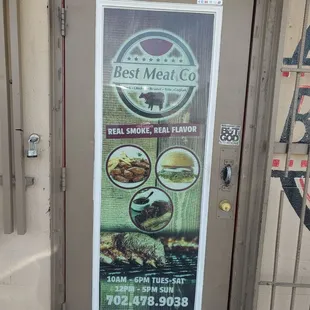 Best Meat Co
REAL SMOKE, REAL FLAVOR
10AM - 6PM TUES-SAT
12PM - 5PM SUN
702.478.9038